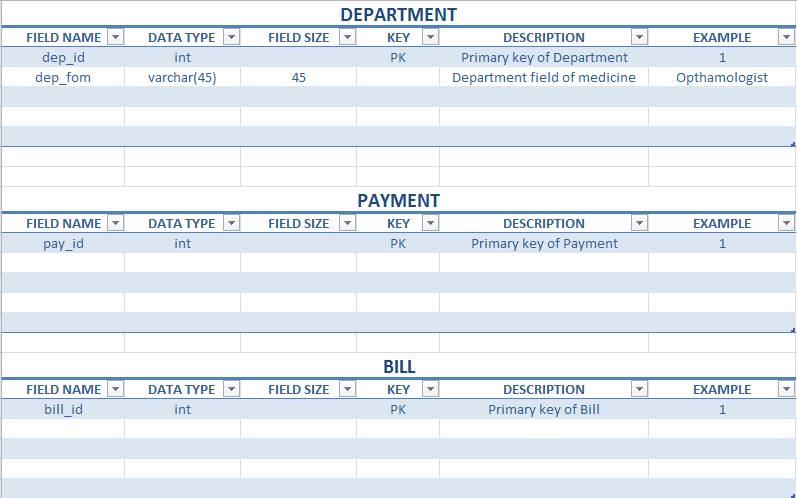 DEPARTMENT
FIELD NAME DATA TYPE FIELD SIZE KEY DESCRIPTION EXAMPLE
dep_id int PK Primary key of Department 1
dep_fom varchar(45) 45 Department field of medicine Opthamologist
PAYMENT
FIELD NAME DATA TYPE FIELD SIZE KEY DESCRIPTION EXAMPLE
pay_id int PK Primary key of Payment 1
BILL
FIELD NAME DATA TYPE FIELD SIZE KEY DESCRIPTION EXAMPLE
bill_id int PK Primary key of Bill 1